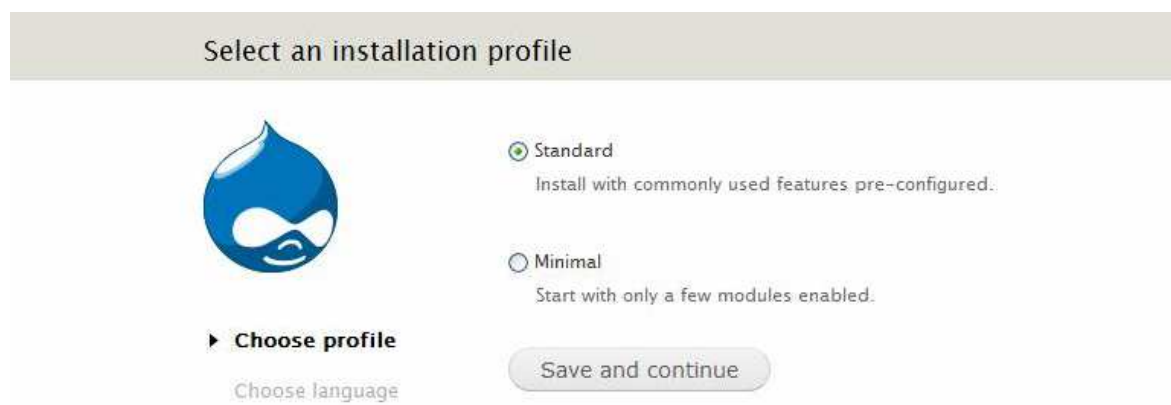 Select an installation profile
Standard
Install with commonly used features pre-configured.
Minimal
Start with only a few modules enabled.
Choose profile
Save and continue
Choose language